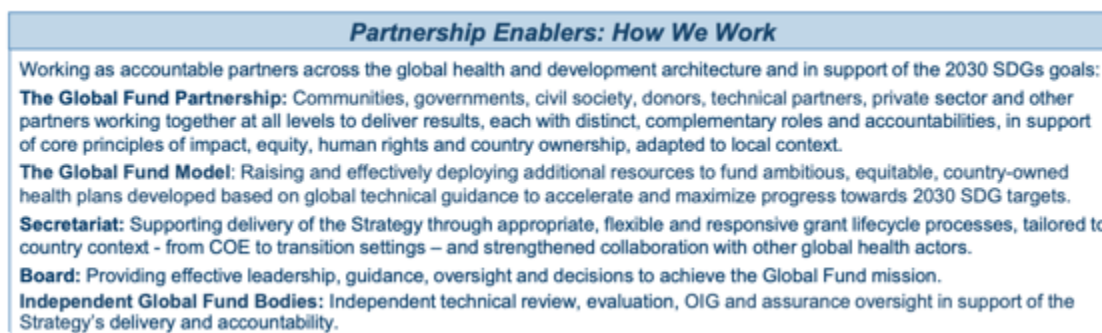 Partnership Enablers: How We Work
Working as accountable partners across the global health and development architecture and in support of the 2030 SDGs goals:
The Global Fund Partnership: Communities, governments, civil society, donors, technical partners, private sector and other
partners working together at all levels to deliver results, each with distinct, complementary roles and accountabilities, in support
of core principles of impact, equity, human rights and country ownership, adapted to local context.
The Global Fund Model: Raising and effectively deploying additional resources to fund ambitious, equitable, country-owned
health plans developed based on global technical guidance to accelerate and maximize progress towards 2030 SDG targets.
Secretariat: Supporting delivery of the Strategy through appropriate, flexible and responsive grant lifecycle processes, tailored to
country context - from COE to transition settings – and strengthened collaboration with other global health actors.
Board: Providing effective leadership, guidance, oversight and decisions to achieve the Global Fund mission.
Independent Global Fund Bodies: Independent technical review, evaluation, OIG and assurance oversight in support of the
Strategy's delivery and accountability.